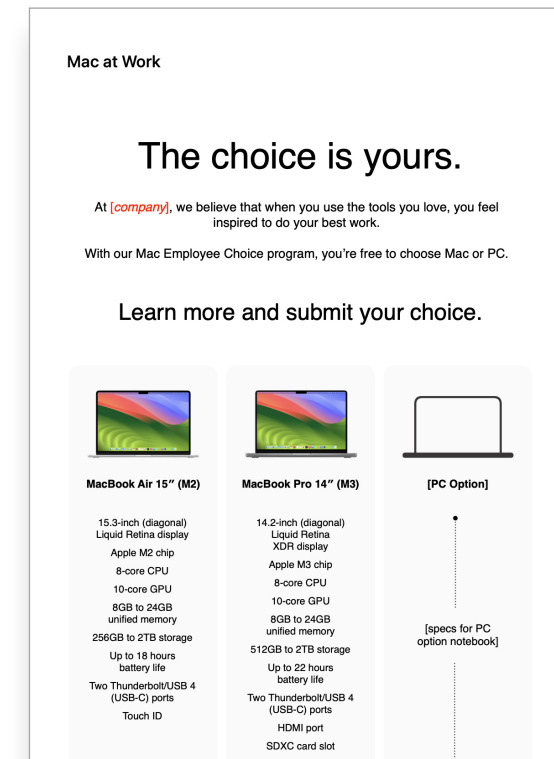 Mac at Work
The choice is yours.
At [company], we believe that when you use the tools you love, you feel
inspired to do your best work.
With our Mac Employee Choice program, you’re free to choose Mac or PC.
Learn more and submit your choice.
MacBook Air 15″ (M2)
15.3-inch (diagonal)
Liquid Retina display
Apple M2 chip
8-core CPU
10-core GPU
8GB to 24GB
unified memory
256GB to 2TB storage
Up to 18 hours
battery life
Two Thunderbolt/USB 4
(USB-C) ports
Touch ID
MacBook Pro 14″ (M3)
14.2-inch (diagonal)
Liquid Retina
XDR display
Apple M3 chip
8-core CPU
10-core GPU
8GB to 24GB
unified memory
512GB to 2TB storage
Up to 22 hours
battery life
Two Thunderbolt/USB 4
(USB-C) ports
HDMI port
SDXC card slot
[PC Option]
[specs for PC
option notebook]